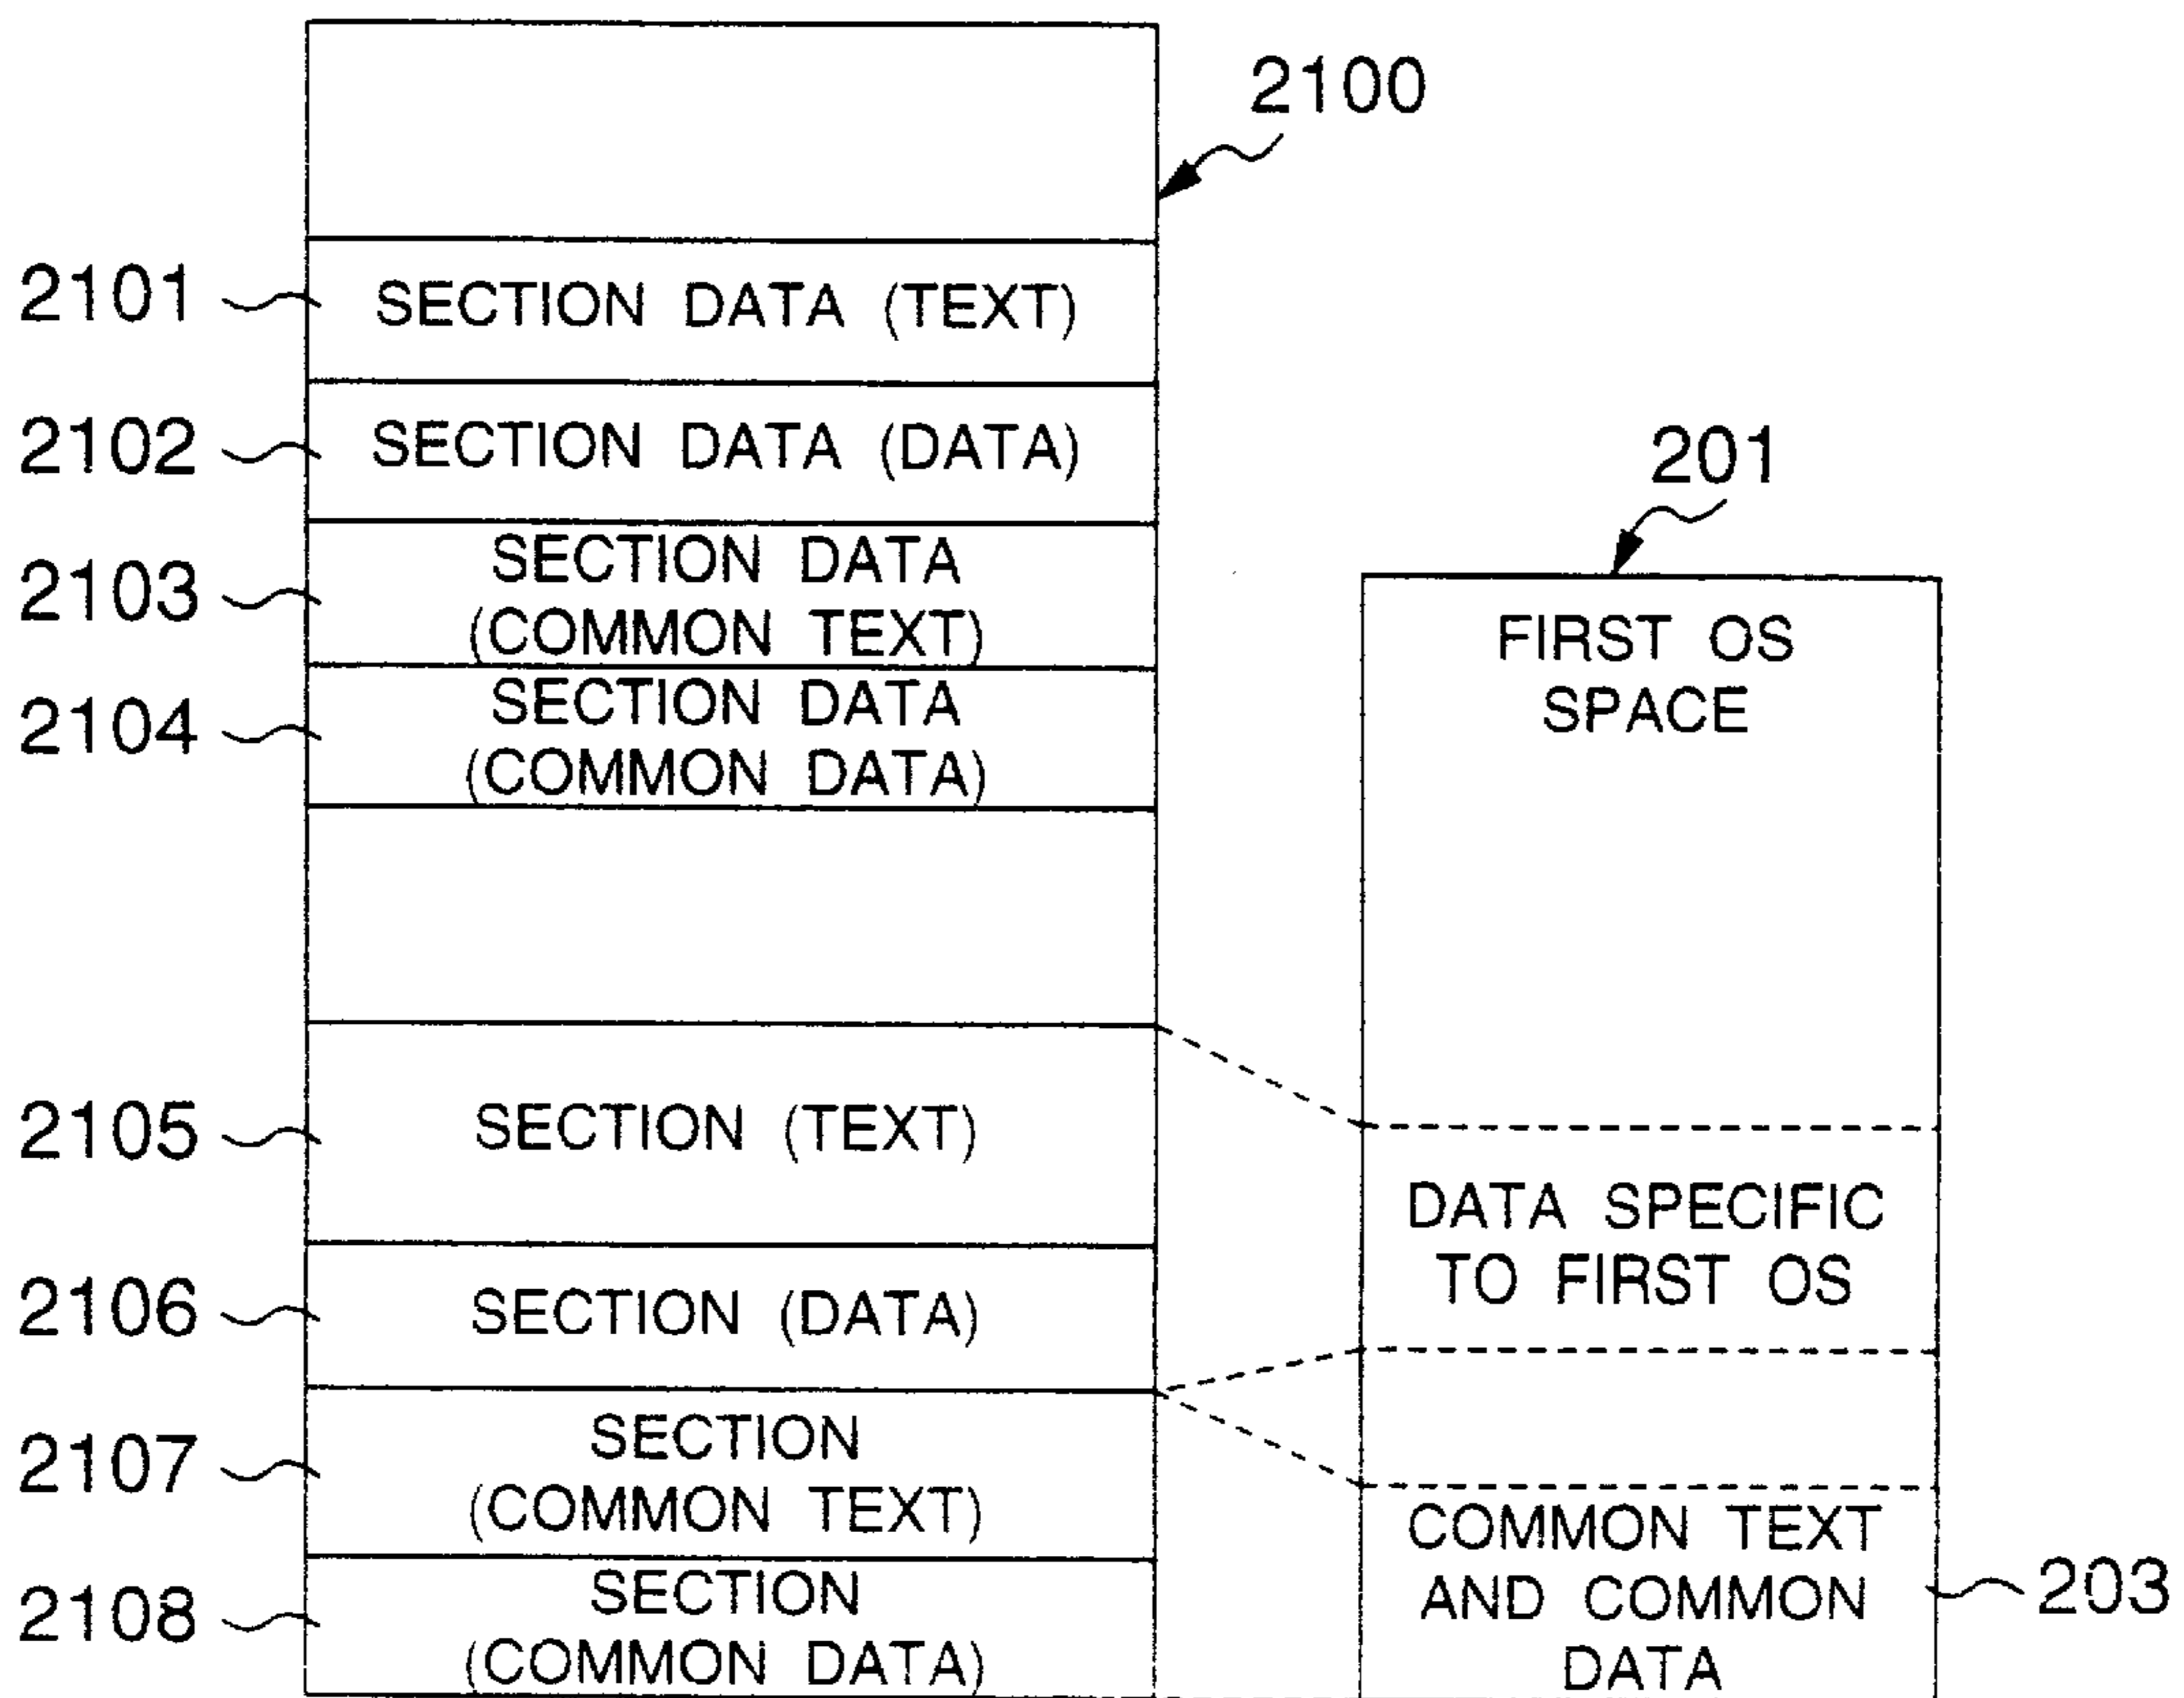 2100
2101
SECTION DATA (TEXT)
2102
SECTION DATA (DATA)
2103
SECTION DATA
(COMMON TEXT)
2104
SECTION DATA
(COMMON DATA)
2105
SECTION (TEXT)
2106
SECTION (DATA)
2107
SECTION
(COMMON TEXT)
2108
SECTION
(COMMON DATA)
201
FIRST OS
SPACE
DATA SPECIFIC
TO FIRST OS
COMMON TEXT
AND COMMON
DATA
203